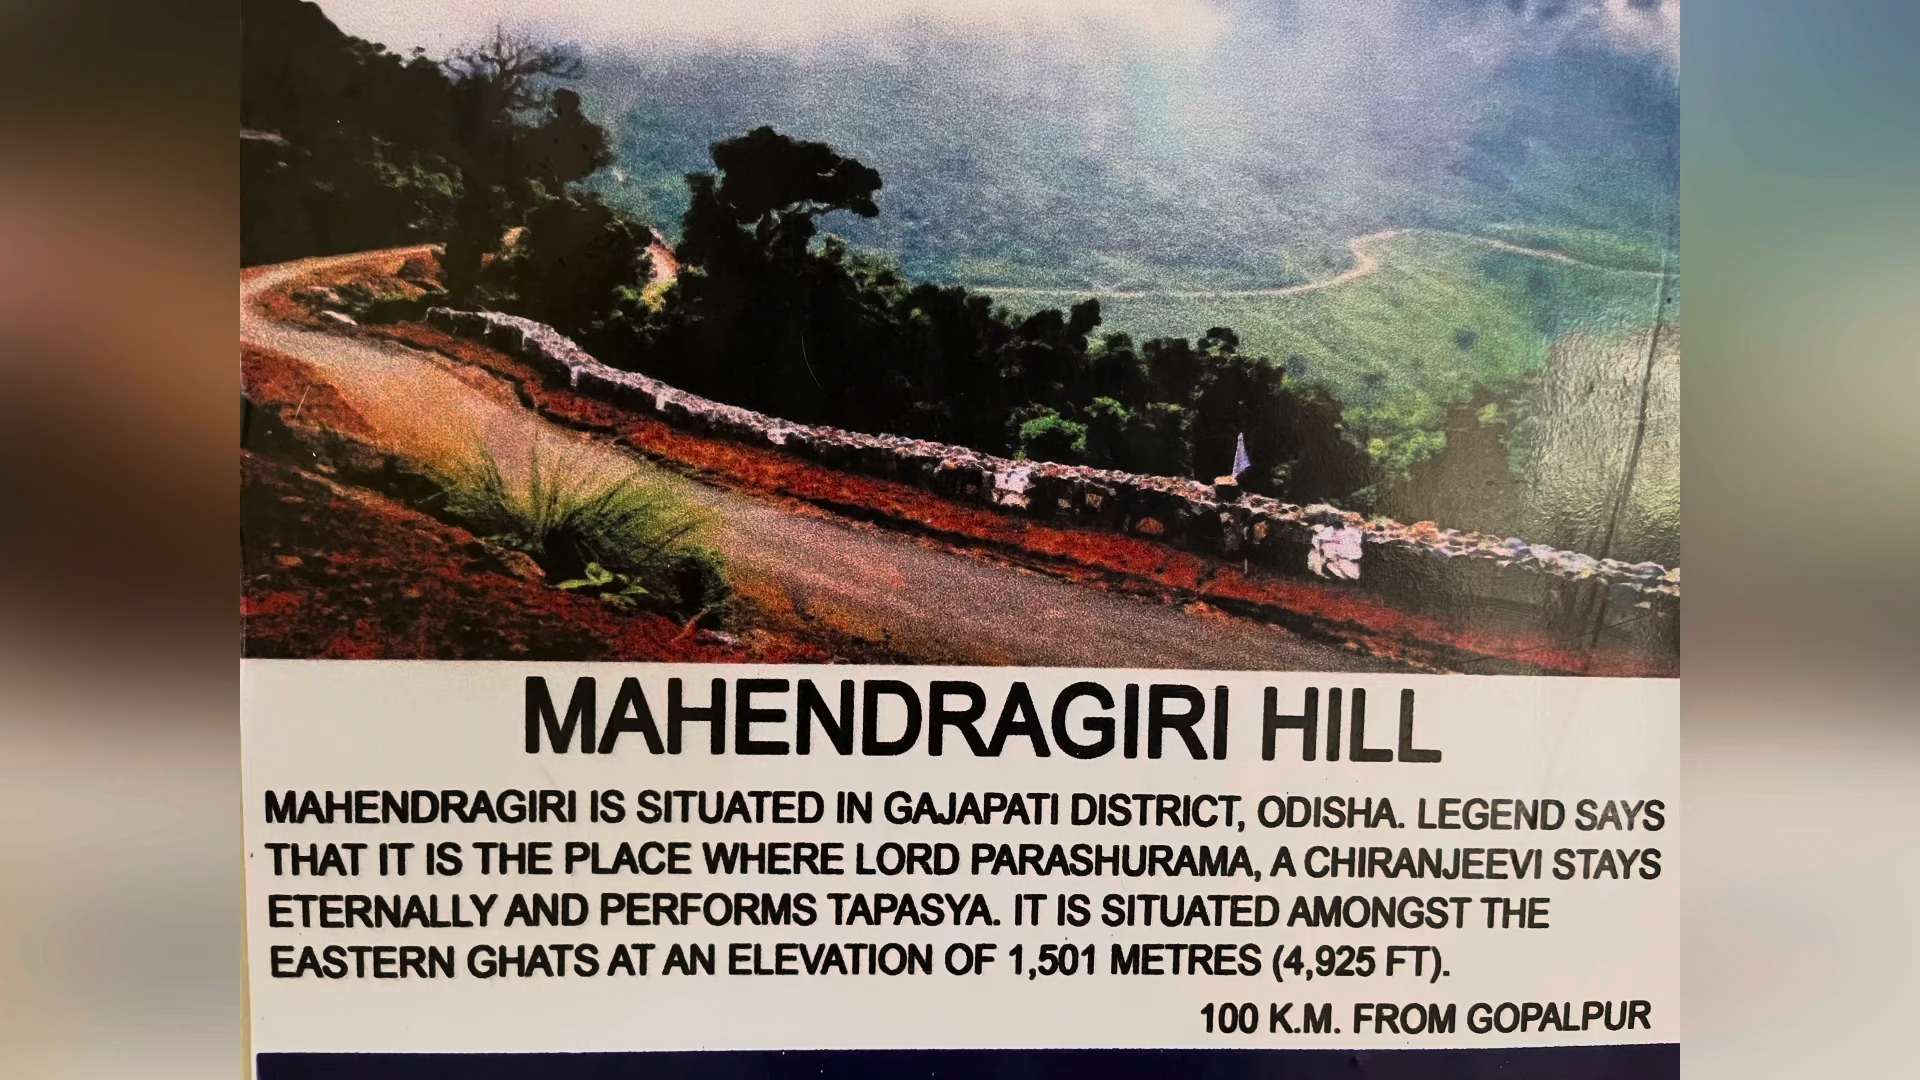 MAHENDRAGIRI HILL
MAHENDRAGIRI IS SITUATED IN GAJAPATI DISTRICT, ODISHA. LEGEND SAYS
THAT IT IS THE PLACE WHERE LORD PARASHURAMA, A CHIRANJEEVI STAYS
ETERNALLY AND PERFORMS TAPASYA. IT IS SITUATED AMONGST THE
EASTERN GHATS AT AN ELEVATION OF 1,501 METRES (4,925 FT).
100 K.M. FROM GOPALPUR